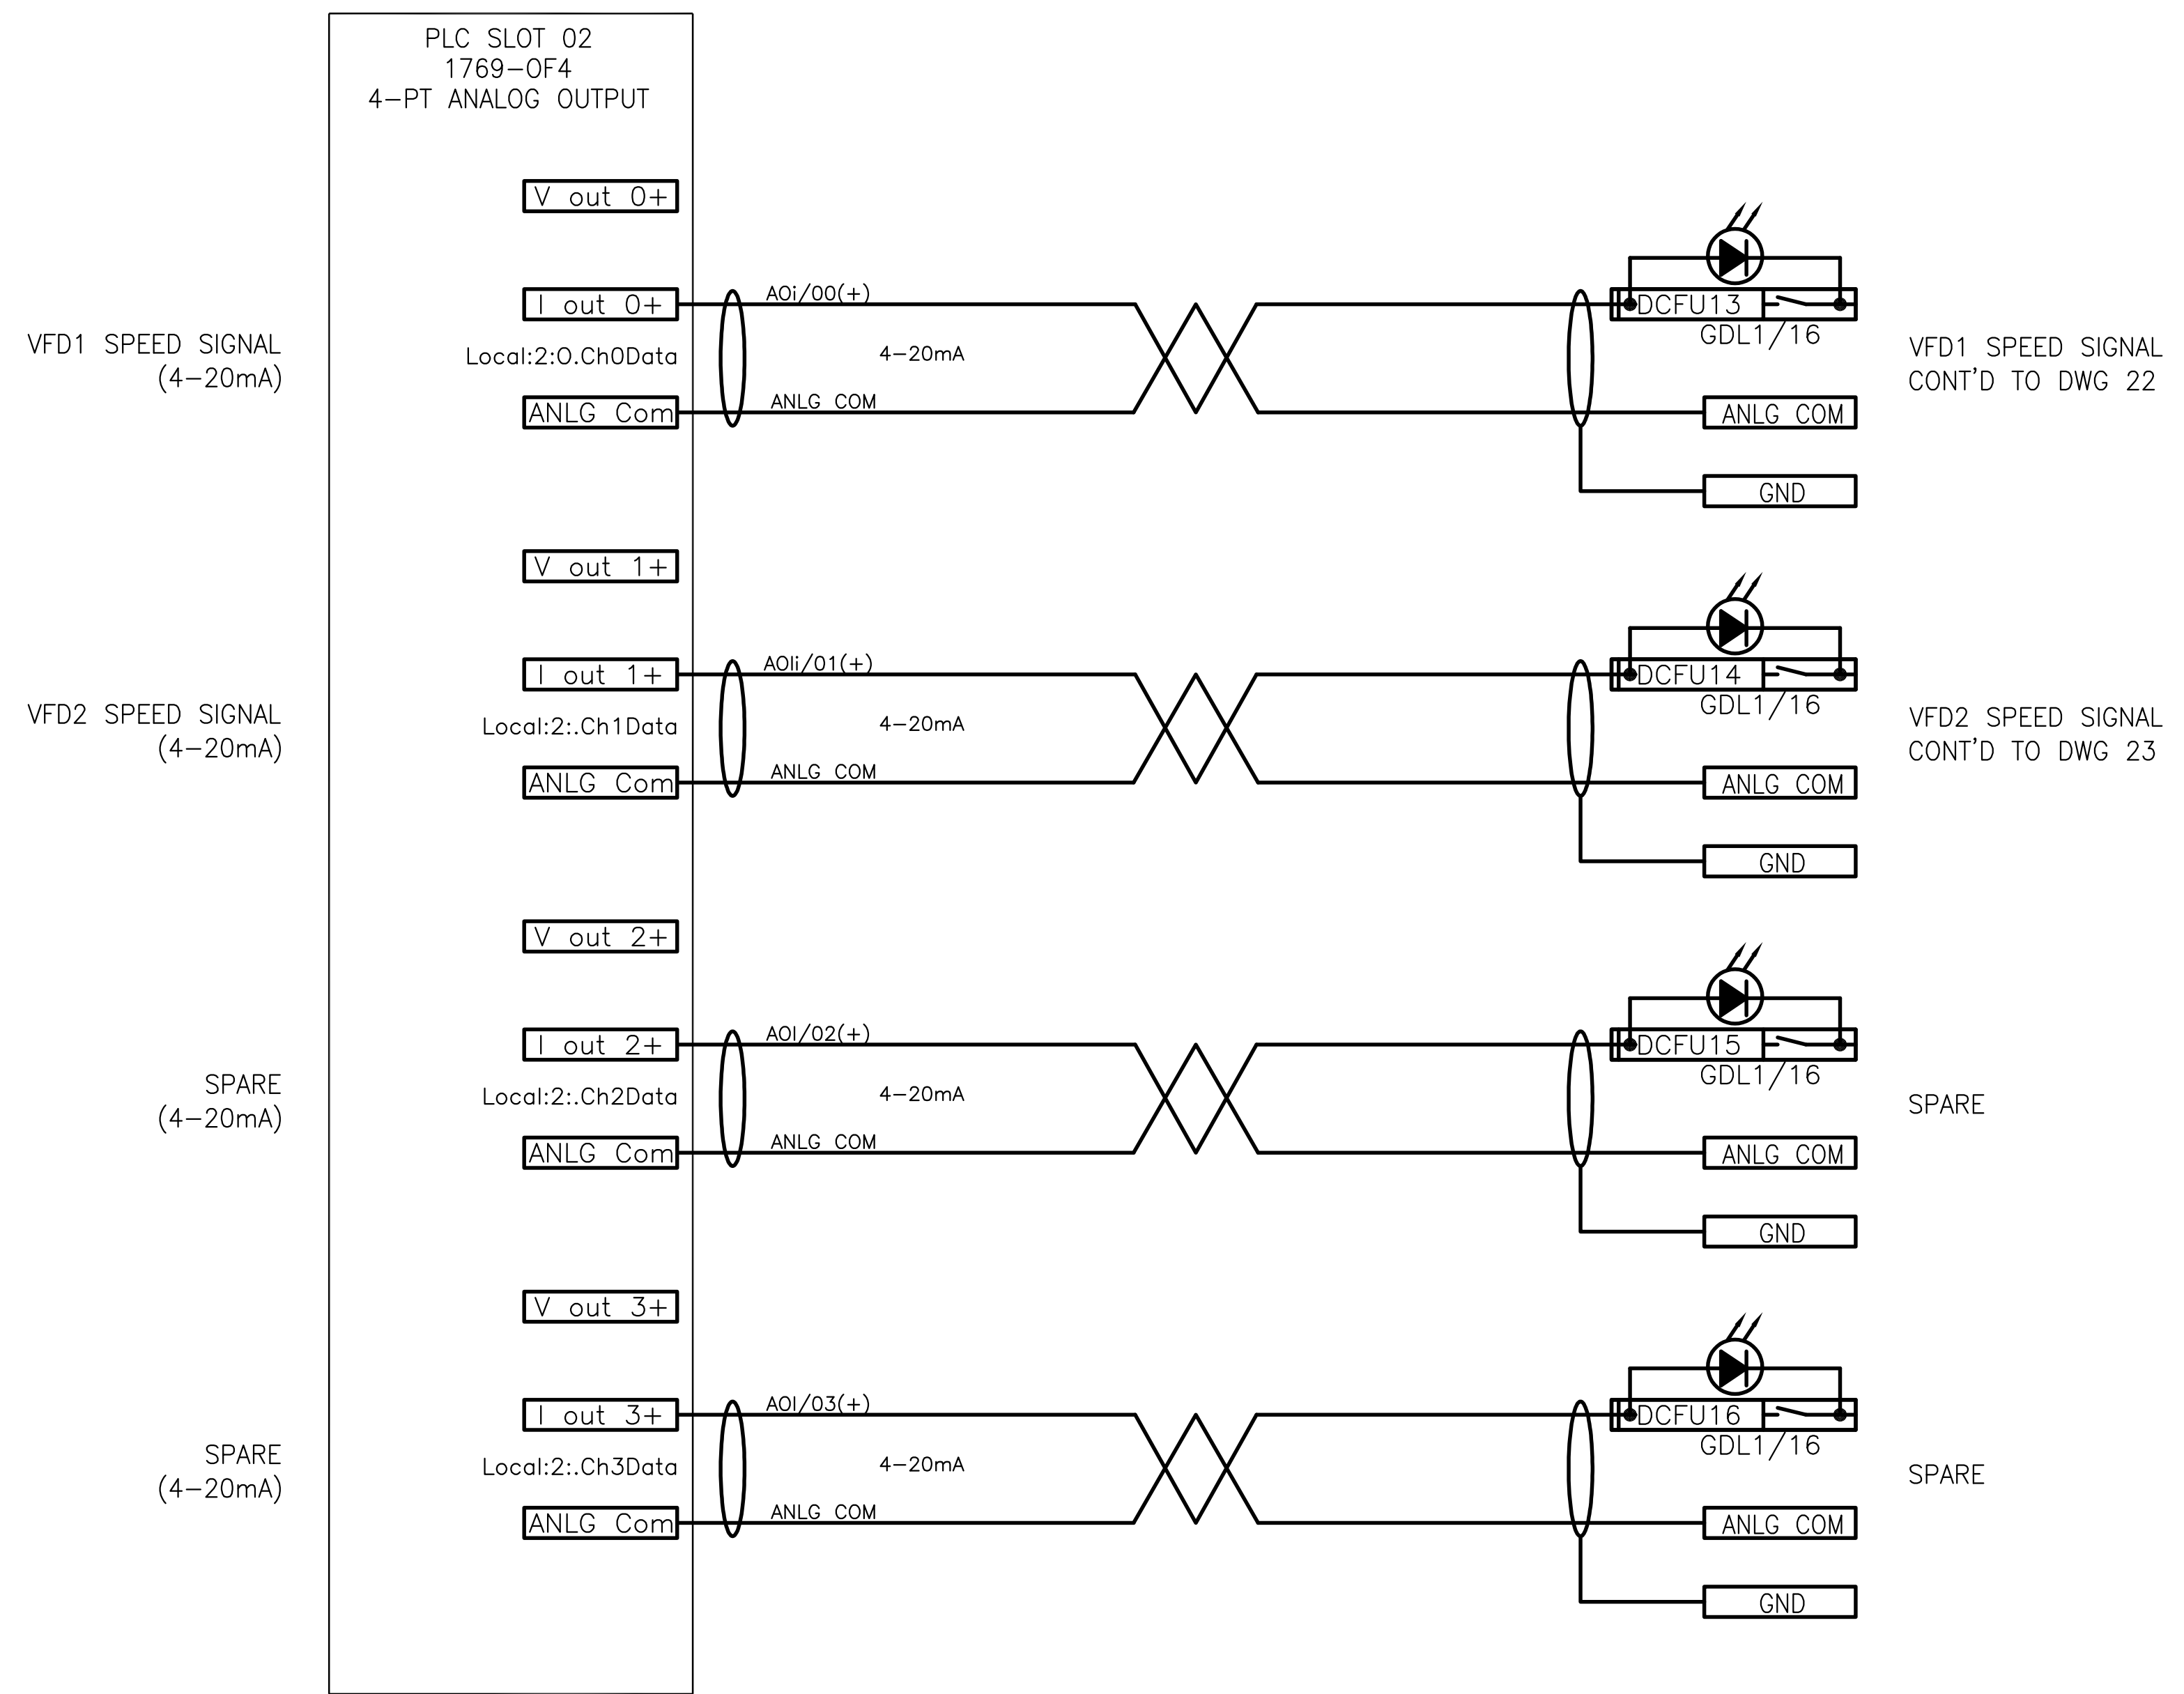 PLC SLOT 02
1769-OF4
4-PT ANALOG OUTPUT
V out 0+
I out 0+
AOi/00(+)
DCFU13
GDL1/16
VFD1 SPEED SIGNAL
(4-20mA)
Local:2:O.Ch0Data
4-20mA
VFD1 SPEED SIGNAL
CONT'D TO DWG 22
ANLG Com
ANLG COM
ANLG COM
GND
V out 1+
I out 1+
AOIi/01(+)
DCFU14
GDL1/16
VFD2 SPEED SIGNAL
(4-20mA)
Local:2:.Ch1Data
4-20mA
VFD2 SPEED SIGNAL
CONT'D TO DWG 23
ANLG Com
ANLG COM
ANLG COM
GND
V out 2+
I out 2+
AOI/02(+)
DCFU15
GDL1/16
SPARE
(4-20mA)
Local:2:.Ch2Data
4-20mA
SPARE
ANLG Com
ANLG COM
ANLG COM
GND
V out 3+
I out 3+
AOI/03(+)
DCFU16
GDL1/16
SPARE
(4-20mA)
Local:2:.Ch3Data
4-20mA
SPARE
ANLG Com
ANLG COM
ANLG COM
GND